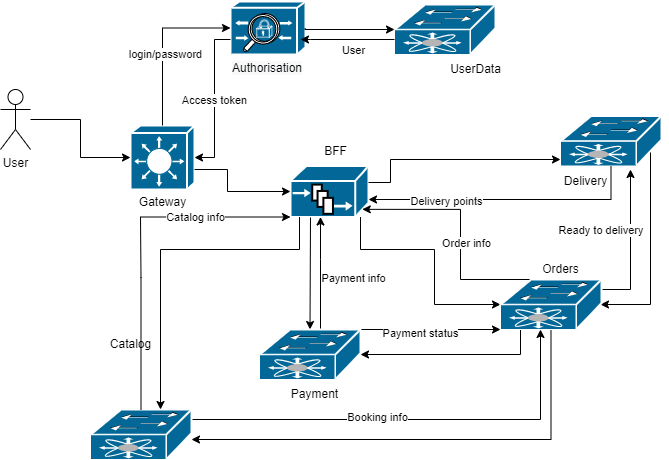 login/password
Authorisation
User
UserData
Access token
User
Gateway
BFF
Delivery
Catalog info
Delivery points
Ready to delivery
Order info
Orders
Payment info
Payment status
Catalog
Payment
Booking info